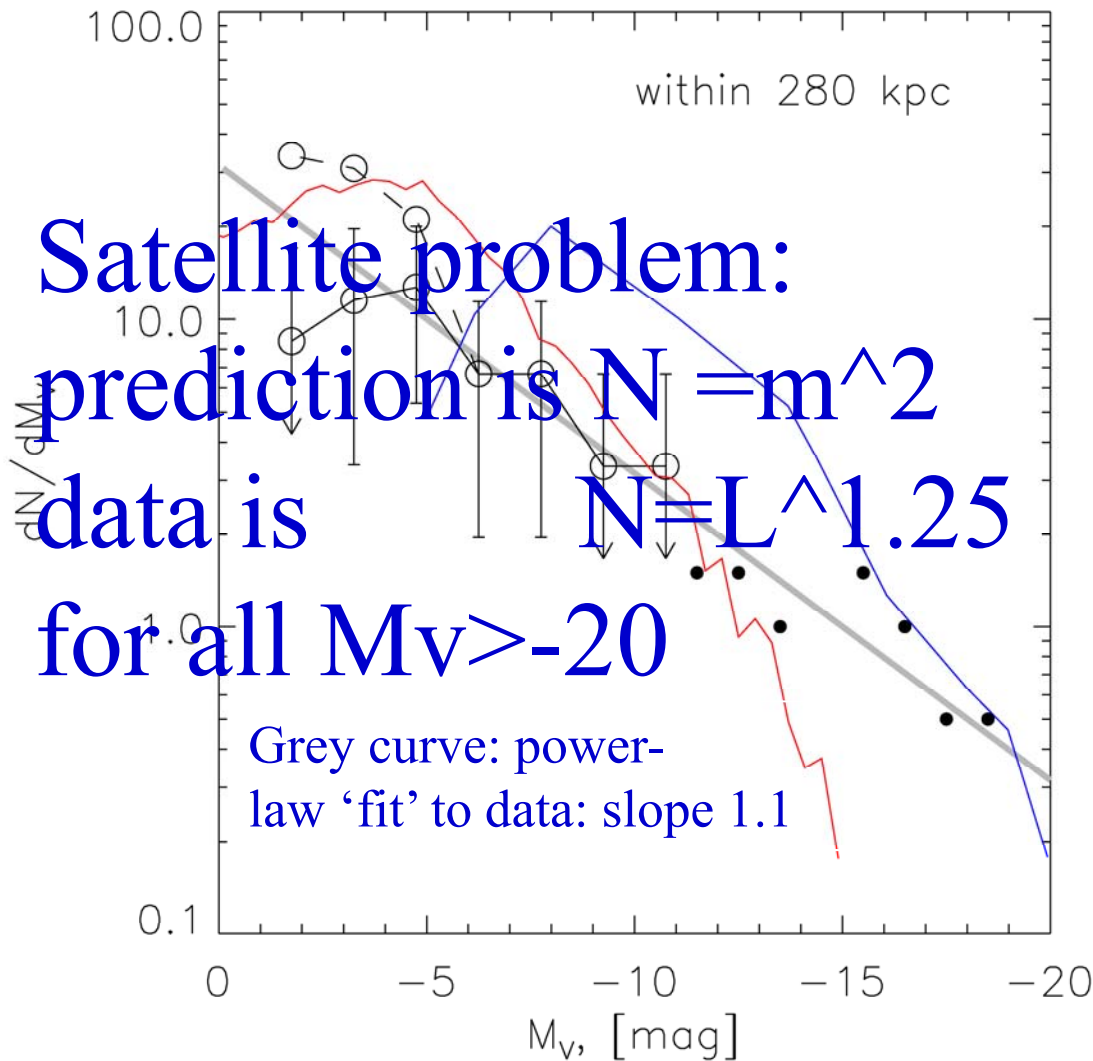 100.0
within 280 kpc
Satellite problem:
10.0
prediction is N =m^2
dN/dMv
data is N=L^1.25
1.0
for all Mv>-20
Grey curve: power-
law ‘fit’ to data: slope 1.1
0.1
0 -5 -10 -15 -20
Mv, [mag]